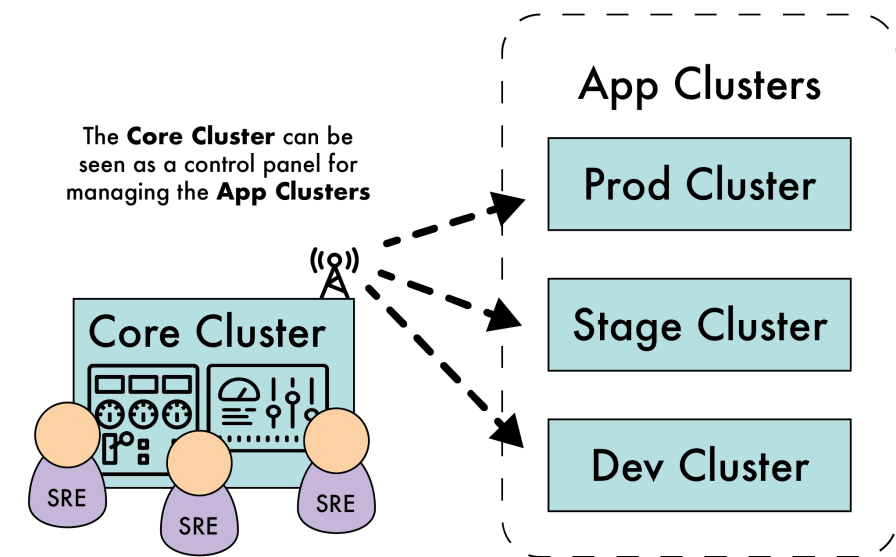 The Core Cluster can be
seen as a control panel for
managing the App Clusters
Core Cluster
SRE
SRE
SRE
App Clusters
Prod Cluster
Stage Cluster
Dev Cluster